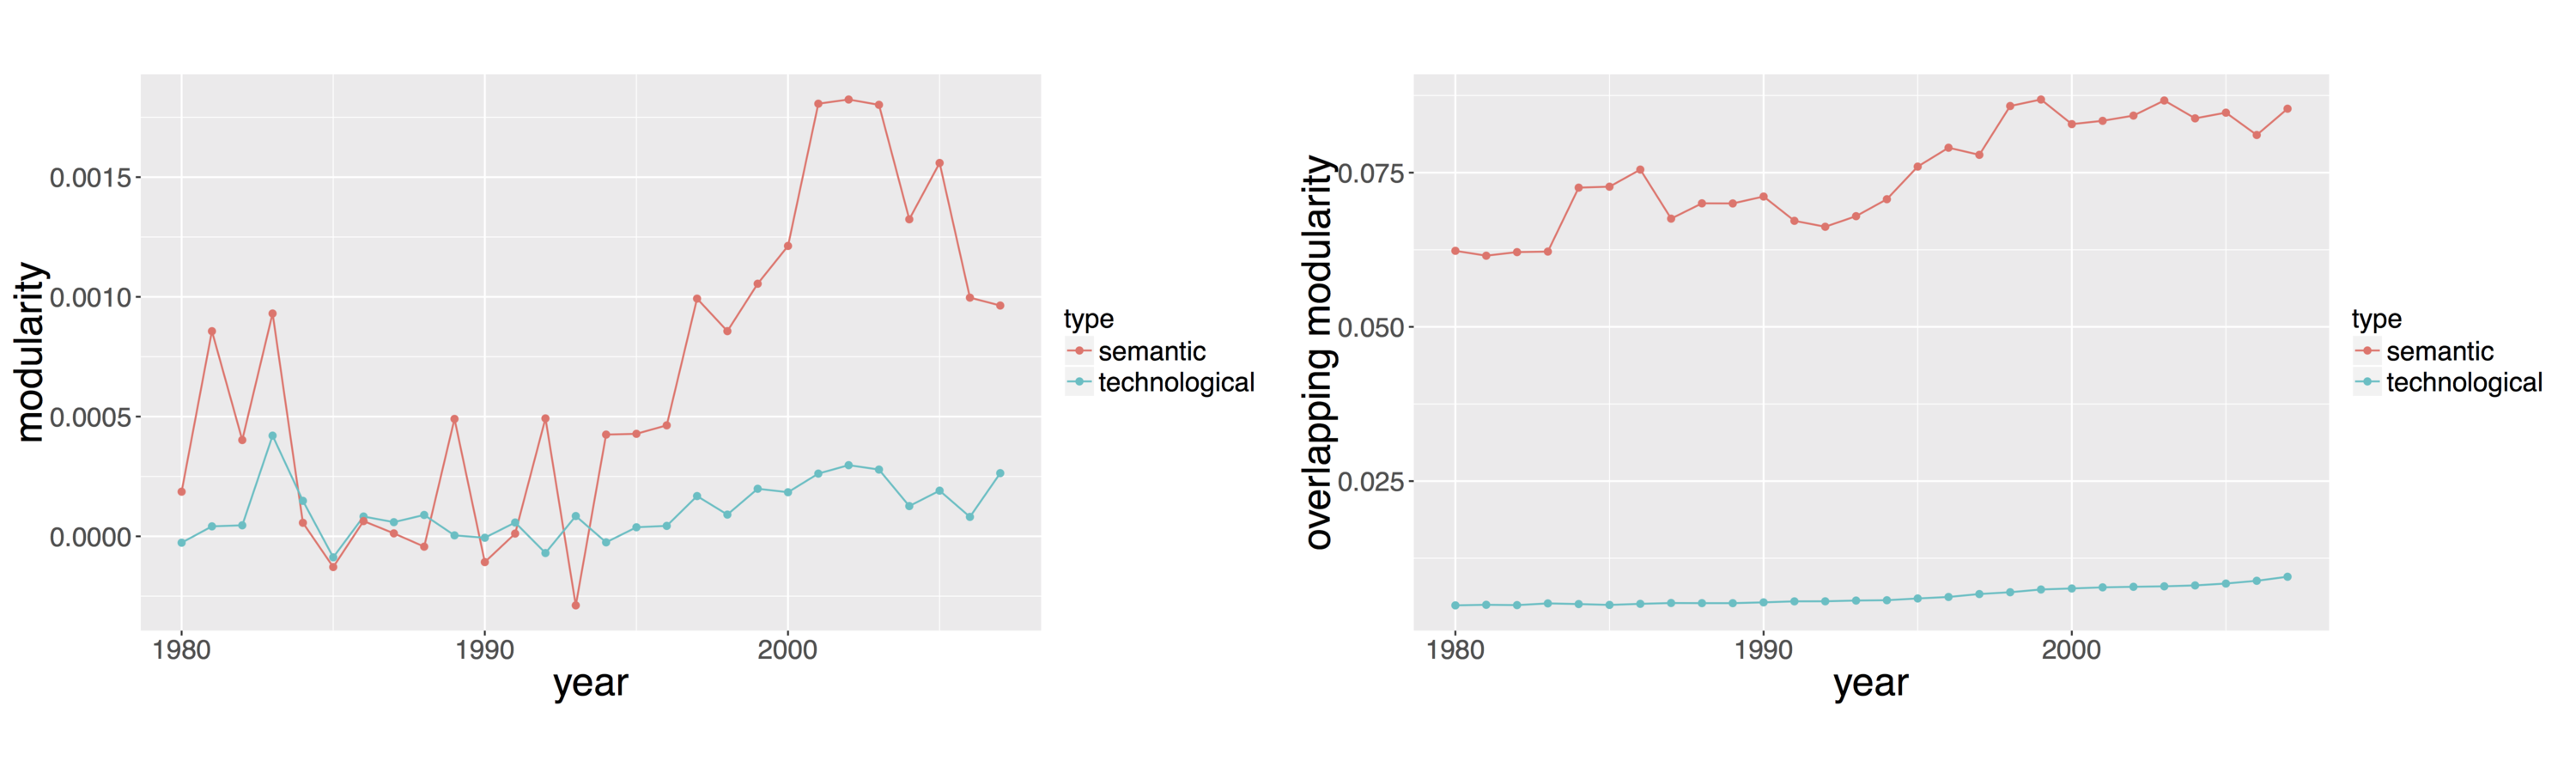 modularity
0.0015
0.0010
0.0005
0.0000
1980 1990 2000
year
type
semantic
technological
overlapping modularity
0.075
0.050
0.025
1980 1990 2000
year
type
semantic
technological